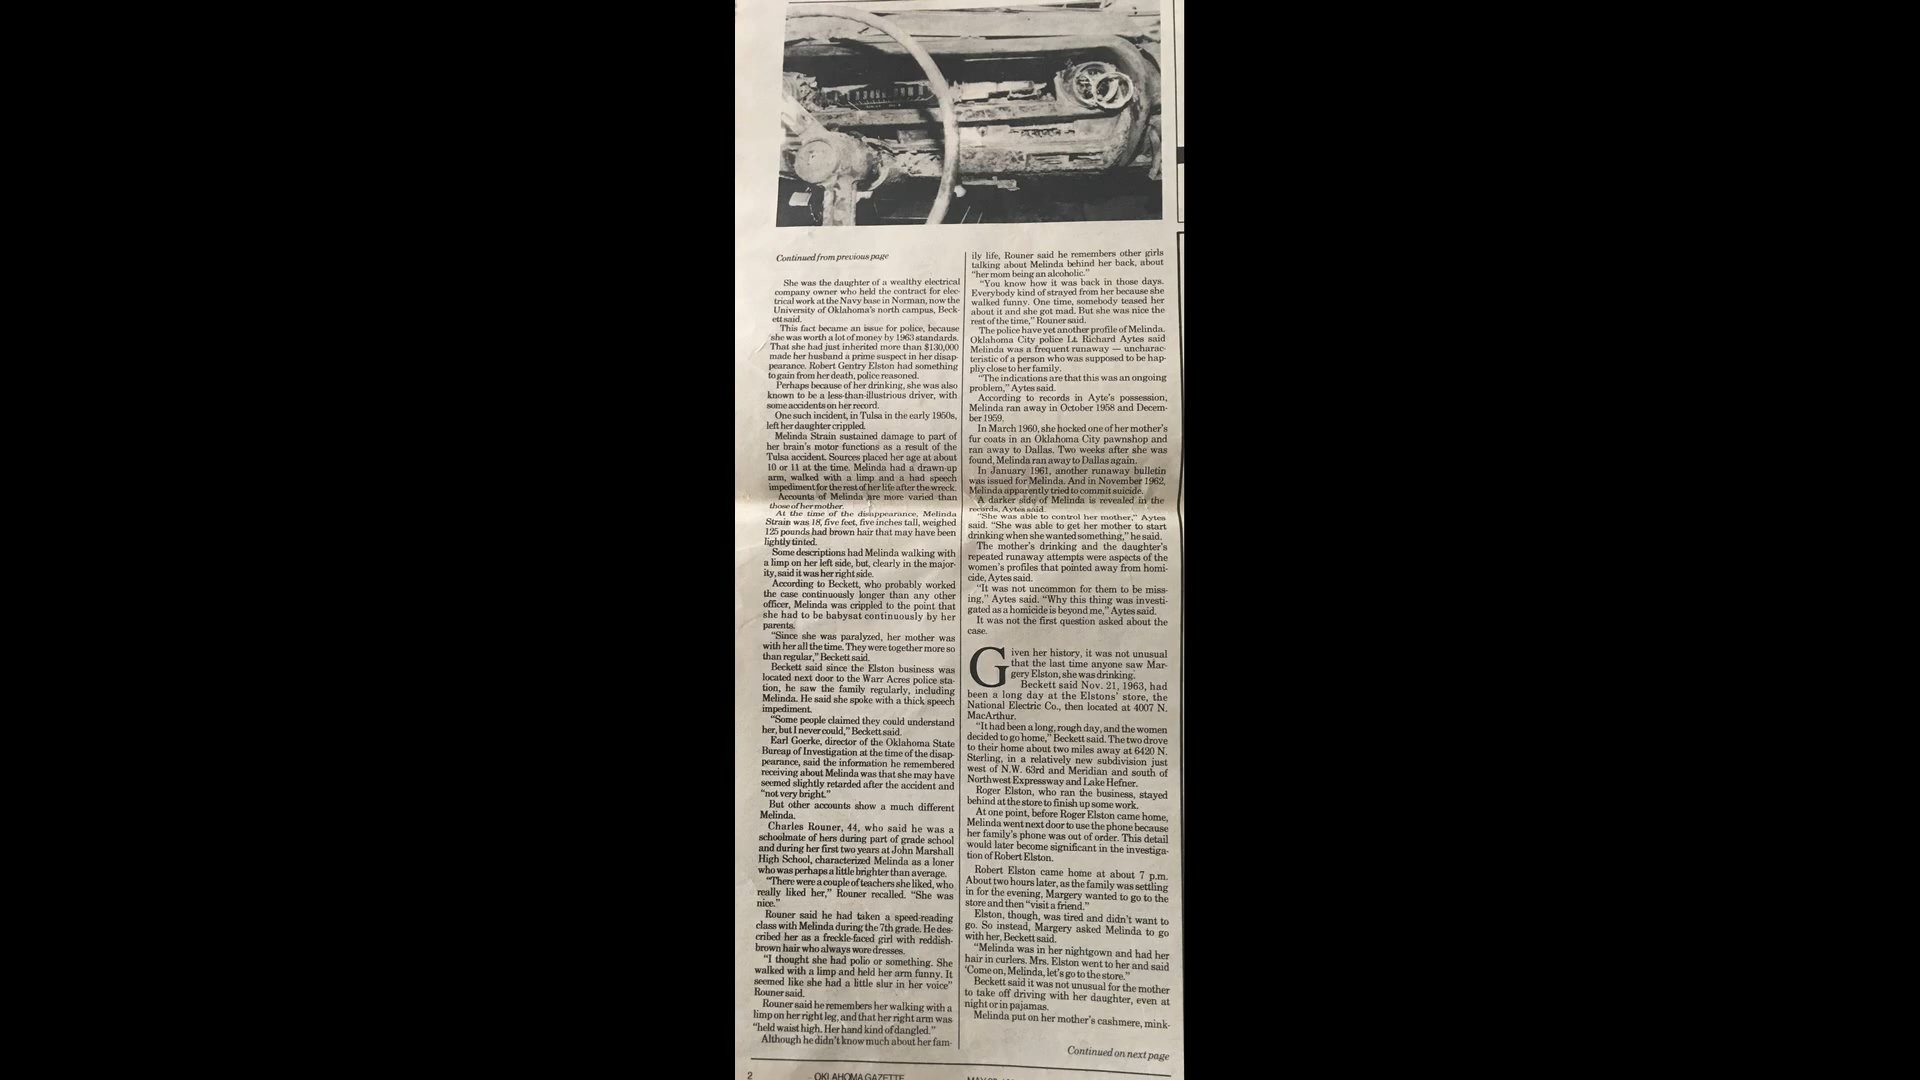 Continued from previous page
She was the daughter of a wealthy electrical
company owner who held the contract for elec-
trical work at the Navy base in Norman, now the
University of Oklahoma's north campus, Beck-
ett said.
This fact became an issue for police, because
she was worth a lot of money by 1963 standards.
That she had just inherited more than $130,000
made her husband a prime suspect in her disap-
pearance. Robert Gentry Elston had something
to gain from her death, police reasoned.
Perhaps because of her drinking, she was also
known to be a less-than-illustrious driver, with
some accidents on her record.
One such incident, in Tulsa in the early 1950s,
left her daughter crippled.
Melinda Strain sustained damage to part of
her brain's motor functions as a result of the
Tulsa accident. Sources placed her age at about
10 or 11 at the time. Melinda had a drawn-up
arm, walked with a limp and a had speech
impediment for the rest of her life after the wreck.
Accounts of Melinda are more varied than
those of her mother.
At the time of the disappearance, Melinda
Strain was 18, five feet, five inches tall, weighed
125 pounds had brown hair that may have been
lightly tinted.
Some descriptions had Melinda walking with
a limp on her left side, but, clearly in the major-
ity, said it was her right side.
According to Beckett, who probably worked
the case continuously longer than any other
officer, Melinda was crippled to the point that
she had to be babysat continuously by her
parents.
"Since she was paralyzed, her mother was
with her all the time. They were together more so
than regular," Beckett said.
Beckett said since the Elston business was
located next door to the Warr Acres police sta-
tion, he saw the family regularly, including
Melinda. He said she spoke with a thick speech
impediment.
"Some people claimed they could understand
her, but I never could," Beckett said.
Earl Goerke, director of the Oklahoma State
Bureau of Investigation at the time of the disap-
pearance, said the information he remembered
receiving about Melinda was that she may have
seemed slightly retarded after the accident and
"not very bright."
But other accounts show a much different
Melinda.
Charles Rouner, 44, who said he was a
schoolmate of hers during part of grade school
and during her first two years at John Marshall
High School, characterized Melinda as a loner
who was perhaps a little brighter than average.
"There were a couple of teachers she liked, who
really liked her," Rouner recalled. "She was
nice."
Rouner said he had taken a speed-reading
class with Melinda during the 7th grade. He des-
cribed her as a freckle-faced girl with reddish-
brown hair who always wore dresses.
"I thought she had polio or something. She
walked with a limp and held her arm funny. It
seemed like she had a little slur in her voice"
Rouner said.
Rouner said he remembers her walking with a
limp on her right leg, and that her right arm was
"held waist high. Her hand kind of dangled."
Although he didn't know much about her fam-
ily life, Rouner said he remembers other girls
talking about Melinda behind her back, about
"her mom being an alcoholic."
"You know how it was back in those days.
Everybody kind of strayed from her because she
walked funny. One time, somebody teased her
about it and she got mad. But she was nice the
rest of the time," Rouner said.
The police have yet another profile of Melinda.
Oklahoma City police Lt. Richard Aytes said
Melinda was a frequent runaway — uncharac-
teristic of a person who was supposed to be hap-
pliy close to her family.
"The indications are that this was an ongoing
problem," Aytes said.
According to records in Ayte's possession,
Melinda ran away in October 1958 and Decem-
ber 1959.
In March 1960, she hocked one of her mother's
fur coats in an Oklahoma City pawnshop and
ran away to Dallas. Two weeks after she was
found, Melinda ran away to Dallas again.
In January 1961, another runaway bulletin
was issued for Melinda. And in November 1962,
Melinda apparently tried to commit suicide.
A darker side of Melinda is revealed in the
records, Aytes said.
"She was able to control her mother," Aytes
said. "She was able to get her mother to start
drinking when she wanted something," he said.
The mother's drinking and the daughter's
repeated runaway attempts were aspects of the
women's profiles that pointed away from homi-
cide, Aytes said.
"It was not uncommon for them to be miss-
ing," Aytes said. "Why this thing was investi-
gated as a homicide is beyond me," Aytes said.
It was not the first question asked about the
case.
Given her history, it was not unusual
that the last time anyone saw Mar-
gery Elston, she was drinking.
Beckett said Nov. 21, 1963, had
been a long day at the Elstons' store, the
National Electric Co., then located at 4007 N.
MacArthur.
"It had been a long, rough day, and the women
decided to go home," Beckett said. The two drove
to their home about two miles away at 6420 N.
Sterling, in a relatively new subdivision just
west of N.W. 63rd and Meridian and south of
Northwest Expressway and Lake Hefner.
Roger Elston, who ran the business, stayed
behind at the store to finish up some work.
At one point, before Roger Elston came home,
Melinda went next door to use the phone because
her family's phone was out of order. This detail
would later become significant in the investiga-
tion of Robert Elston.
Robert Elston came home at about 7 p.m.
About two hours later, as the family was settling
in for the evening, Margery wanted to go to the
store and then "visit a friend."
Elston, though, was tired and didn't want to
go. So instead, Margery asked Melinda to go
with her, Beckett said.
"Melinda was in her nightgown and had her
hair in curlers. Mrs. Elston went to her and said
'Come on, Melinda, let's go to the store."
Beckett said it was not unusual for the mother
to take off driving with her daughter, even at
night or in pajamas.
Melinda put on her mother's cashmere, mink-
Continued on next page
2 OKLAHOMA GAZETTE